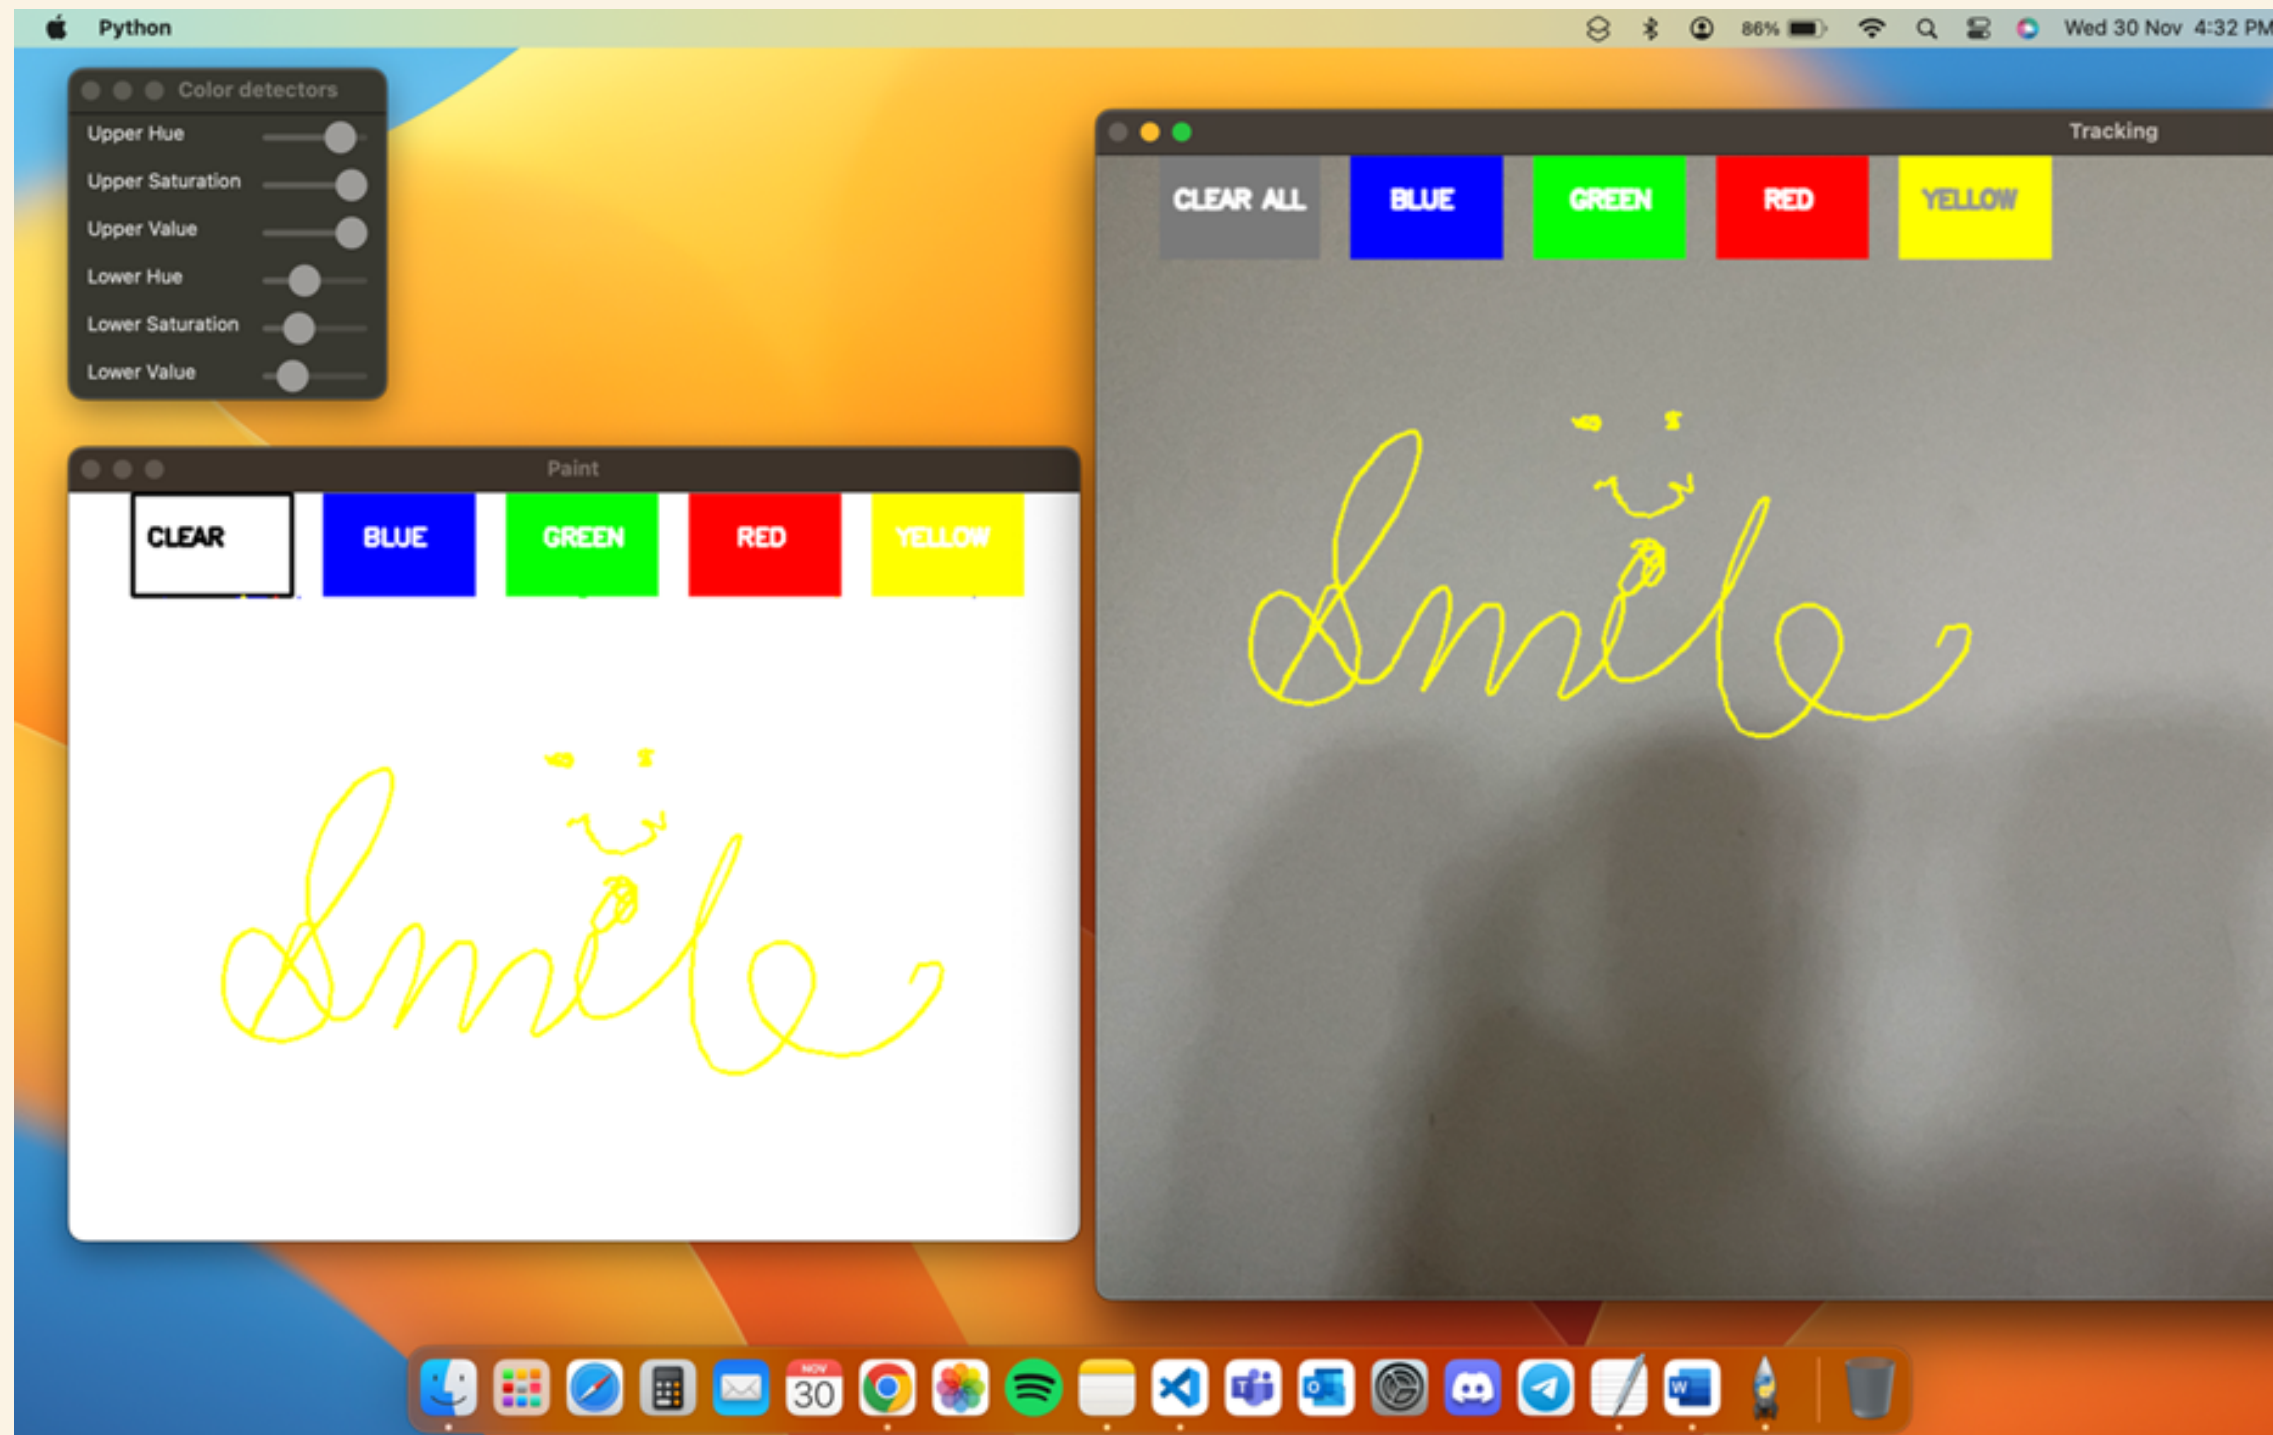 Python
86%
Wed 30 Nov 4:32 PM
Color detectors
Upper Hue
Upper Saturation
Upper Value
Lower Hue
Lower Saturation
Lower Value
Paint
CLEAR
BLUE
GREEN
RED
YELLOW
Smile
Tracking
CLEAR ALL
BLUE
GREEN
RED
YELLOW
Smile
NOV
30
T
O
W